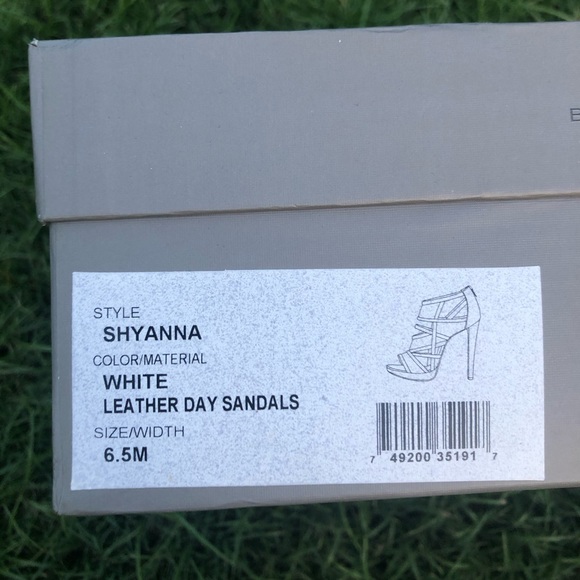 STYLE
SHYANNA
COLOR/MATERIAL
WHITE
LEATHER DAY SANDALS
SIZE/WIDTH
6.5M
7 49200 35191 7